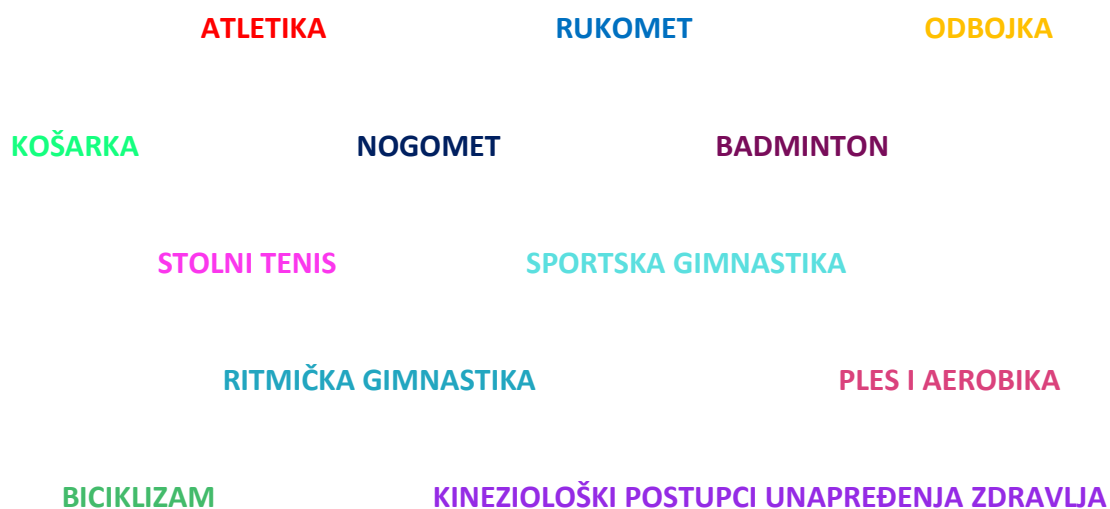 ATLETIKA RUKOMET ODBOJKA
KOŠARKA NOGOMET BADMINTON
STOLNI TENIS SPORTSKA GIMNASTIKA
RITMIČKA GIMNASTIKA PLES I AEROBIKA
BICIKLIZAM KINEZIOLOŠKI POSTUPCI UNAPREĐENJA ZDRAVLJA